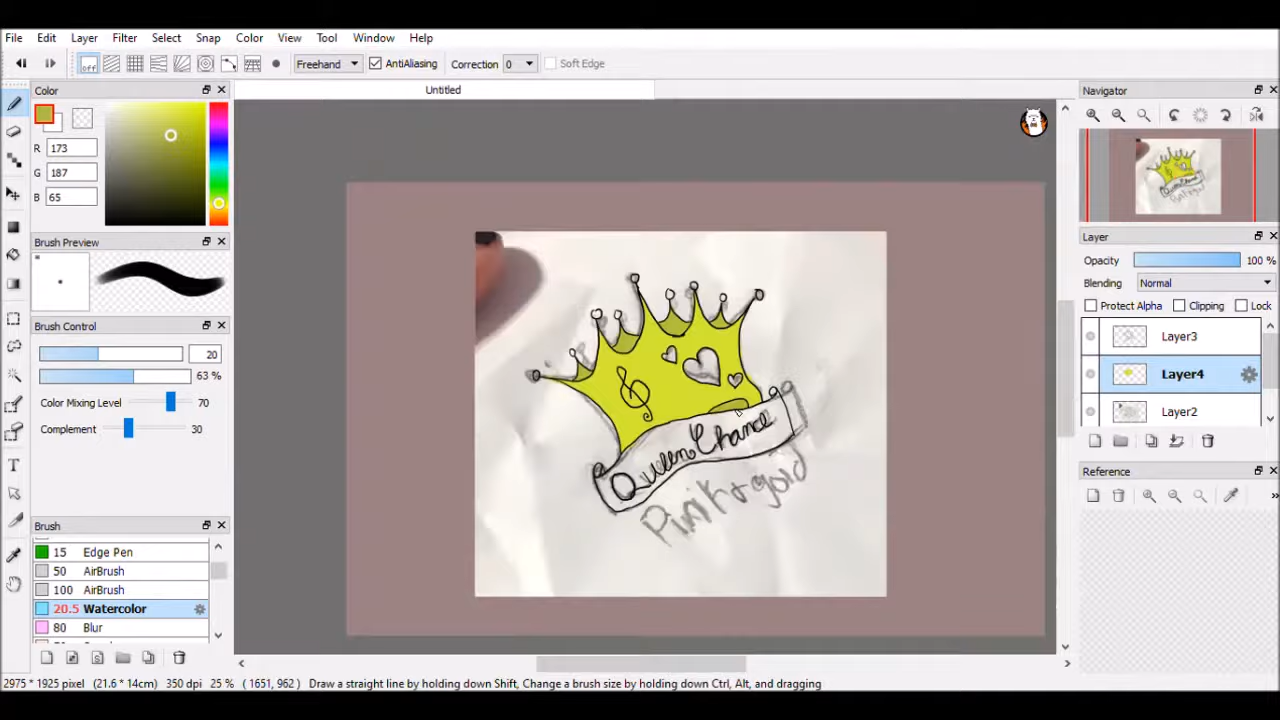 File Edit Layer Filter Select Snap Color View Tool Window Help
off Freehand AntiAliasing Correction 0 Soft Edge
Color
Untitled
Navigator
R 173
G 187
B 65
Brush Preview
Brush Control
20
63 %
Color Mixing Level 70
Complement 30
Brush
15 Edge Pen
50 AirBrush
100 AirBrush
20.5 Watercolor
80 Blur
Queen Chance
Pink + gold
Layer
Opacity 100 %
Blending Normal
Protect Alpha Clipping Lock
Layer3
Layer4
Layer2
Reference
2975 * 1925 pixel (21.6 * 14cm) 350 dpi 25 % ( 1651, 962 ) Draw a straight line by holding down Shift, Change a brush size by holding down Ctrl, Alt, and dragging